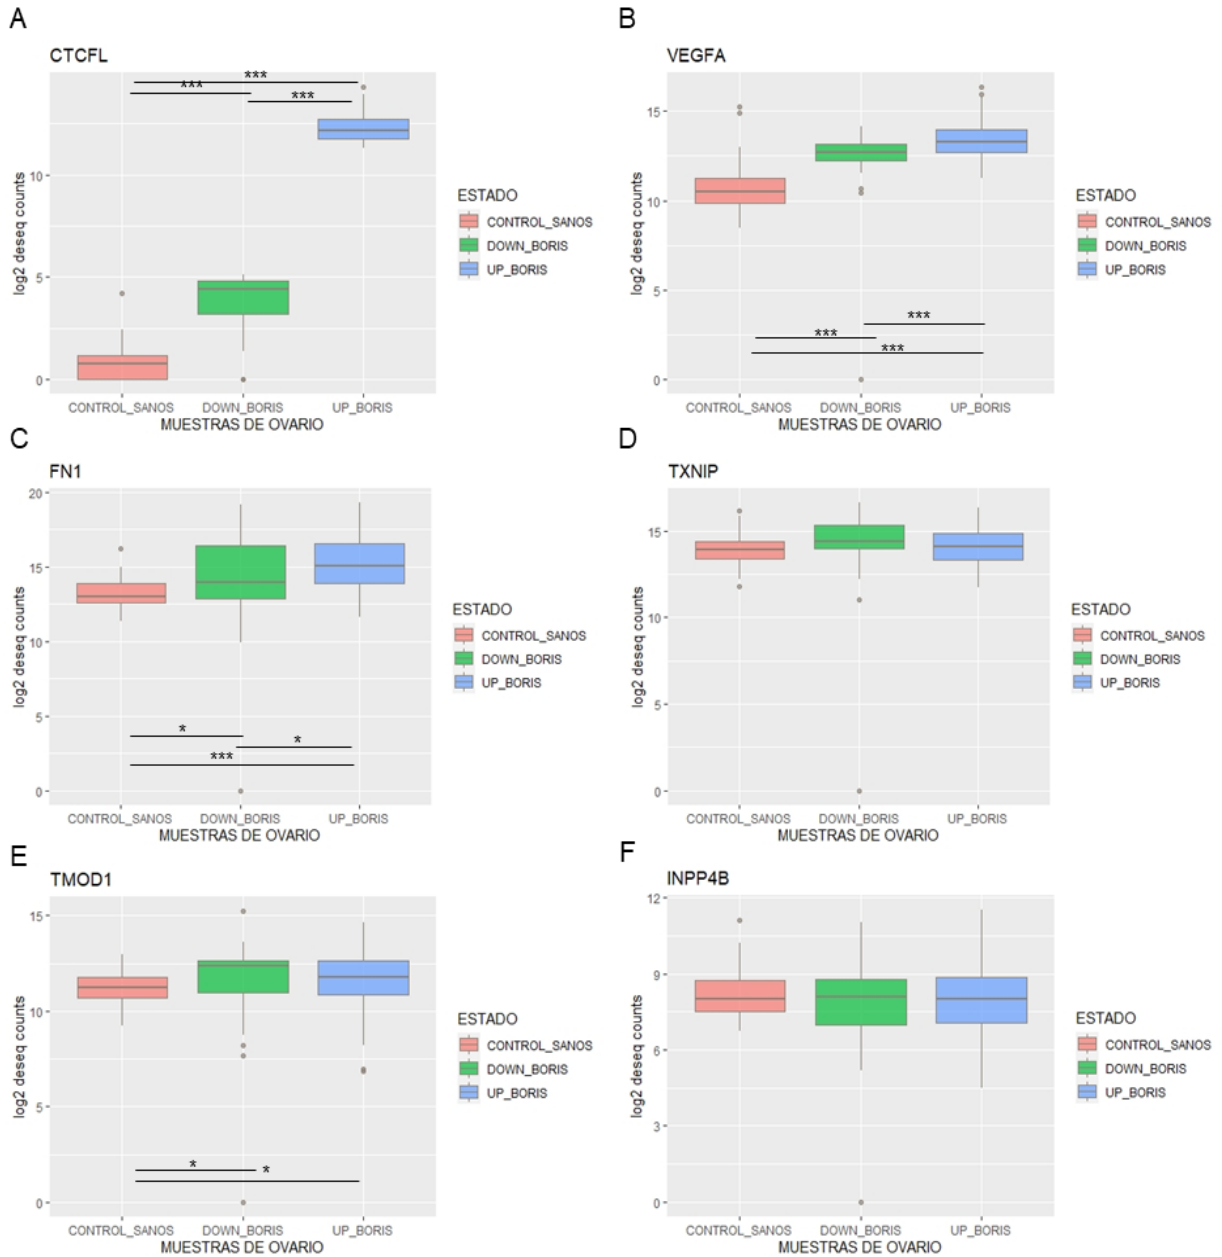 A
CTCFL
***
***
***
log2 deseq counts
10
5
0
CONTROL_SANOS DOWN_BORIS UP_BORIS
MUESTRAS DE OVARIO
ESTADO
CONTROL_SANOS
DOWN_BORIS
UP_BORIS
B
VEGFA
15
10
5
0
log2 deseq counts
***
***
***
CONTROL_SANOS DOWN_BORIS UP_BORIS
MUESTRAS DE OVARIO
ESTADO
CONTROL_SANOS
DOWN_BORIS
UP_BORIS
C
FN1
20
15
10
5
0
log2 deseq counts
*
*
***
CONTROL_SANOS DOWN_BORIS UP_BORIS
MUESTRAS DE OVARIO
ESTADO
CONTROL_SANOS
DOWN_BORIS
UP_BORIS
D
TXNIP
15
10
5
0
log2 deseq counts
CONTROL_SANOS DOWN_BORIS UP_BORIS
MUESTRAS DE OVARIO
ESTADO
CONTROL_SANOS
DOWN_BORIS
UP_BORIS
E
TMOD1
15
10
5
0
log2 deseq counts
*
*
CONTROL_SANOS DOWN_BORIS UP_BORIS
MUESTRAS DE OVARIO
ESTADO
CONTROL_SANOS
DOWN_BORIS
UP_BORIS
F
INPP4B
12
9
6
3
0
log2 deseq counts
CONTROL_SANOS DOWN_BORIS UP_BORIS
MUESTRAS DE OVARIO
ESTADO
CONTROL_SANOS
DOWN_BORIS
UP_BORIS